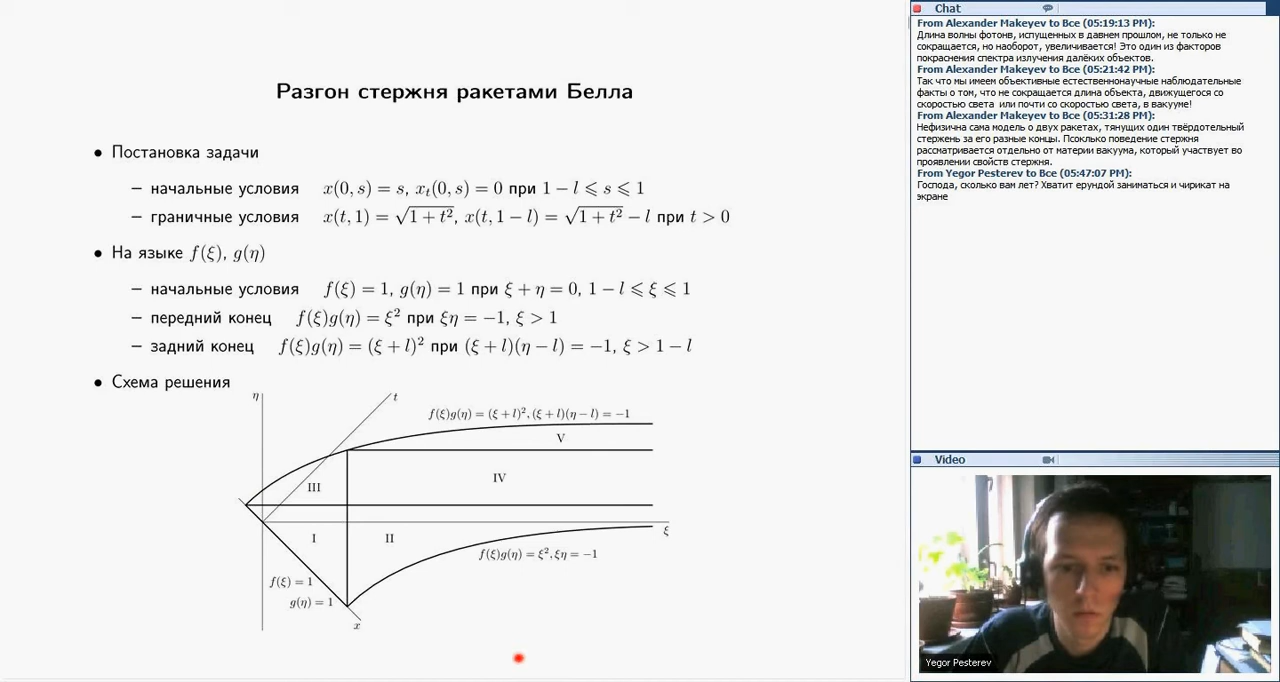 Разгон стержня ракетами Белла
• Постановка задачи
– начальные условия x(0, s) = s, xₜ(0, s) = 0 при 1 − l ⩽ s ⩽ 1
– граничные условия x(t, 1) = √(1 + t²), x(t, 1 − l) = √(1 + t²) − l при t > 0
• На языке f(ξ), g(η)
– начальные условия f(ξ) = 1, g(η) = 1 при ξ + η = 0, 1 − l ⩽ ξ ⩽ 1
– передний конец f(ξ)g(η) = ξ² при ξη = −1, ξ > 1
– задний конец f(ξ)g(η) = (ξ + l)² при (ξ + l)(η − l) = −1, ξ > 1 − l
• Схема решения
η
t
f(ξ)g(η) = (ξ + l)², (ξ + l)(η − l) = −1
V
IV
III
ξ
I
II
f(ξ)g(η) = ξ², ξη = −1
f(ξ) = 1
g(η) = 1
x
Chat
From Alexander Makeyev to Все (05:19:13 PM):
Длина волны фотонв, испущенных в давнем прошлом, не только не
сокращается, но наоборот, увеличивается! Это один из факторов
покраснения спектра излучения далёких объектов.
From Alexander Makeyev to Все (05:21:42 PM):
Так что мы имеем объективные естественнонаучные наблюдательные
факты о том, что не сокращается длина объекта, движущегося со
скоростью света или почти со скоростью света, в вакууме!
From Alexander Makeyev to Все (05:31:28 PM):
Нефизична сама модель о двух ракетах, тянущих один твёрдотельный
стержень за его разные концы. Псоклько поведение стержня
рассматривается отдельно от материи вакуума, который участвует во
проявлении свойств стержня.
From Yegor Pesterev to Все (05:47:07 PM):
Господа, сколько вам лет? Хватит ерундой заниматься и чирикат на
экране
Video
Yegor Pesterev